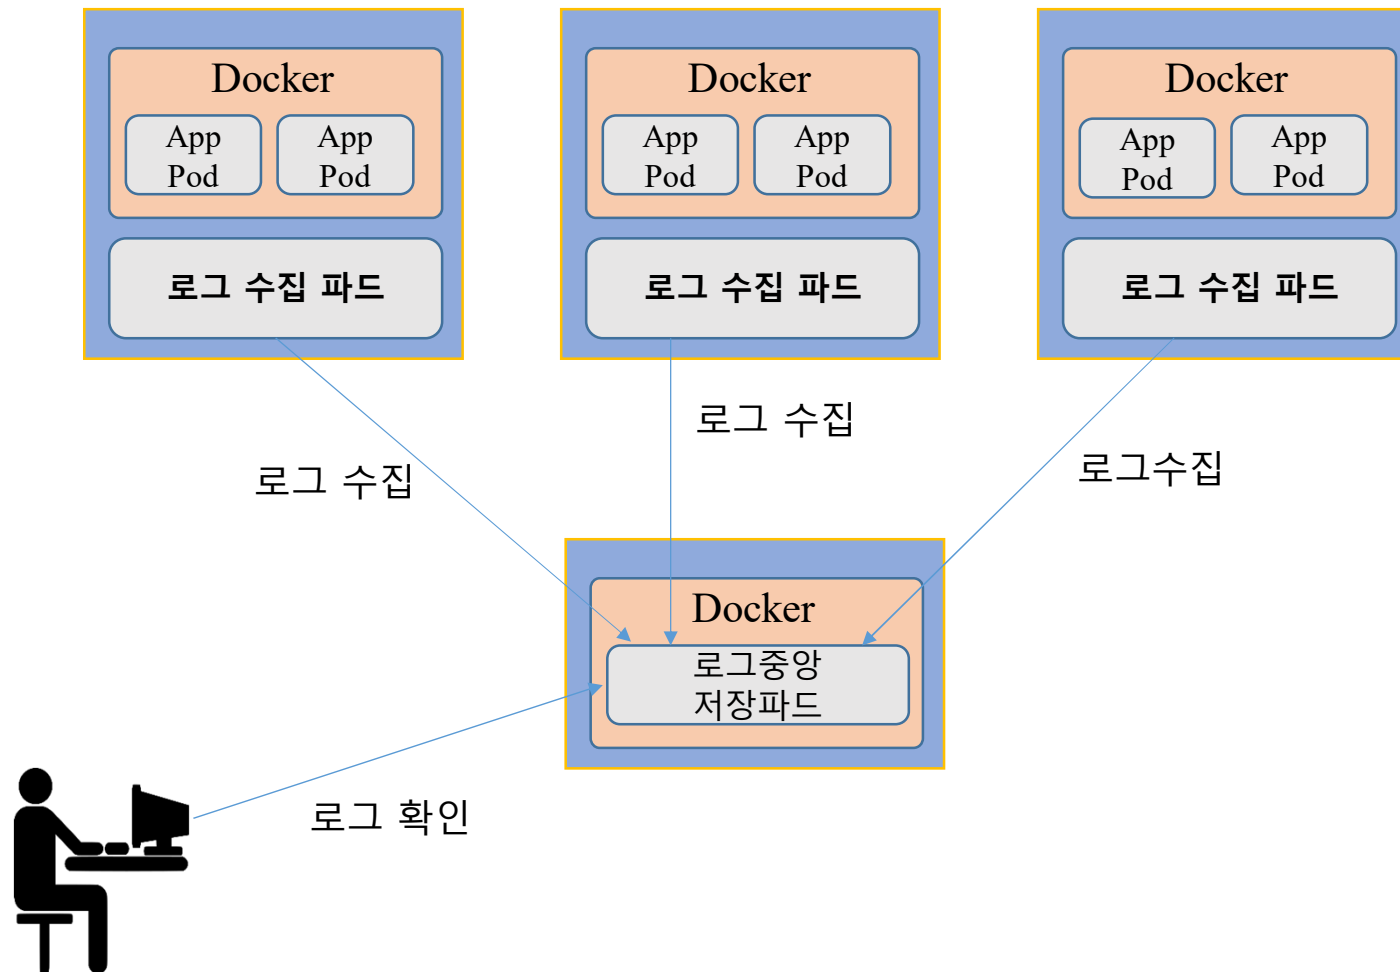 Docker
App
Pod
App
Pod
로그 수집 파드
Docker
App
Pod
App
Pod
로그 수집 파드
Docker
App
Pod
App
Pod
로그 수집 파드
로그 수집
로그 수집
로그수집
Docker
로그중앙
저장파드
로그 확인